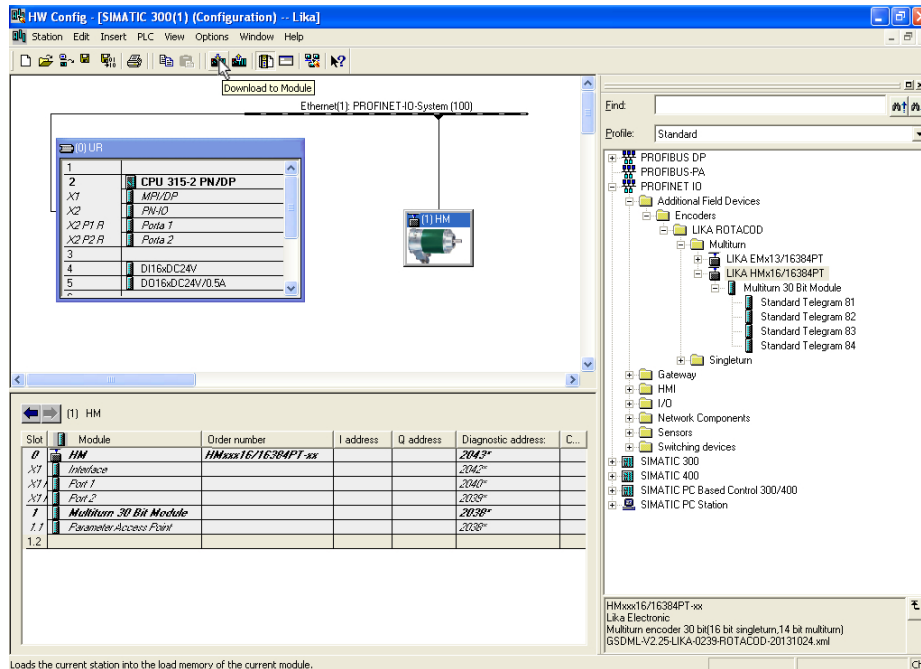 HW Config - [SIMATIC 300(1) (Configuration) -- Lika]
Station Edit Insert PLC View Options Window Help
Download to Module
Ethernet(1): PROFINET-IO-System (100)
(0) UR
1
2 CPU 315-2 PN/DP
X1 MPI/DP
X2 PN-IO
X2 P1 R Porta 1
X2 P2 R Porta 2
3
4 DI16xDC24V
5 DO16xDC24V/0.5A
(1) HM
Find:
Profile: Standard
PROFIBUS DP
PROFIBUS-PA
PROFINET IO
Additional Field Devices
Encoders
LIKA ROTACOD
Multiturn
LIKA EMx13/16384PT
LIKA HMx16/16384PT
Multiturn 30 Bit Module
Standard Telegram 81
Standard Telegram 82
Standard Telegram 83
Standard Telegram 84
Singleturn
Gateway
HMI
I/O
Network Components
Sensors
Switching devices
SIMATIC 300
SIMATIC 400
SIMATIC PC Based Control 300/400
SIMATIC PC Station
(1) HM
Slot Module Order number I address Q address Diagnostic address: C...
0 HM HMxxx16/16384PT-xx 2043*
X1 Interface 2042*
X1 Port 1 2040*
X1 Port 2 2039*
1 Multiturn 30 Bit Module 2038*
1.1 Parameter Access Point 2038*
1.2
HMxxx16/16384PT-xx
Lika Electronic
Multiturn encoder 30 bit(16 bit singleturn,14 bit multiturn)
GSDML-V2.25-LIKA-0239-ROTACOD-20131024.xml
Loads the current station into the load memory of the current module.